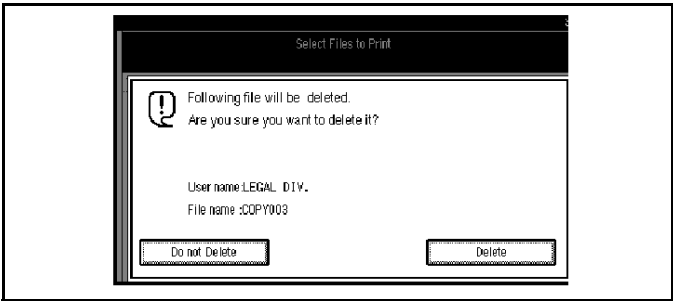 Select Files to Print
Following file will be deleted.
Are you sure you want to delete it?
User name:LEGAL DIV.
File name :COPY003
Do not Delete
Delete